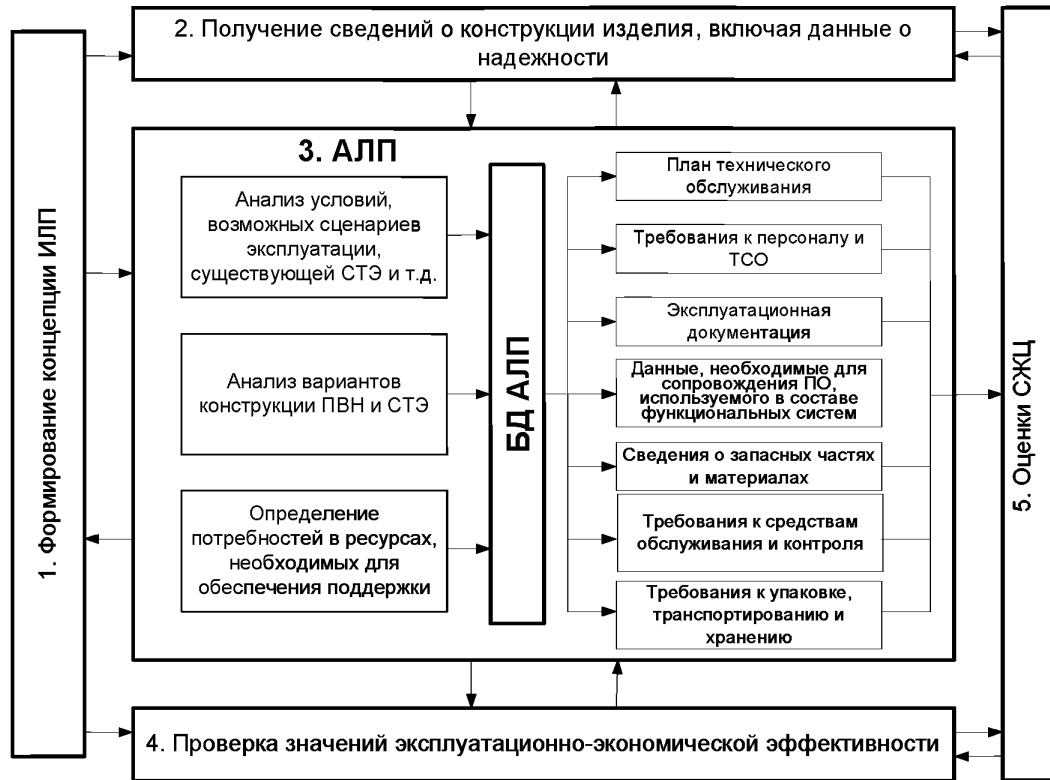 1. Формирование концепции ИЛП
2. Получение сведений о конструкции изделия, включая данные о
надежности
3. АЛП
Анализ условий,
возможных сценариев
эксплуатации,
существующей СТЭ и т.д.
Анализ вариантов
конструкции ПВН и СТЭ
Определение
потребностей в ресурсах,
необходимых для
обеспечения поддержки
БД АЛП
План технического
обслуживания
Требования к персоналу и
ТСО
Эксплуатационная
документация
Данные, необходимые для
сопровождения ПО,
используемого в составе
функциональных систем
Сведения о запасных частях
и материалах
Требования к средствам
обслуживания и контроля
Требования к упаковке,
транспортированию и
хранению
4. Проверка значений эксплуатационно-экономической эффективности
5. Оценки СЖЦ